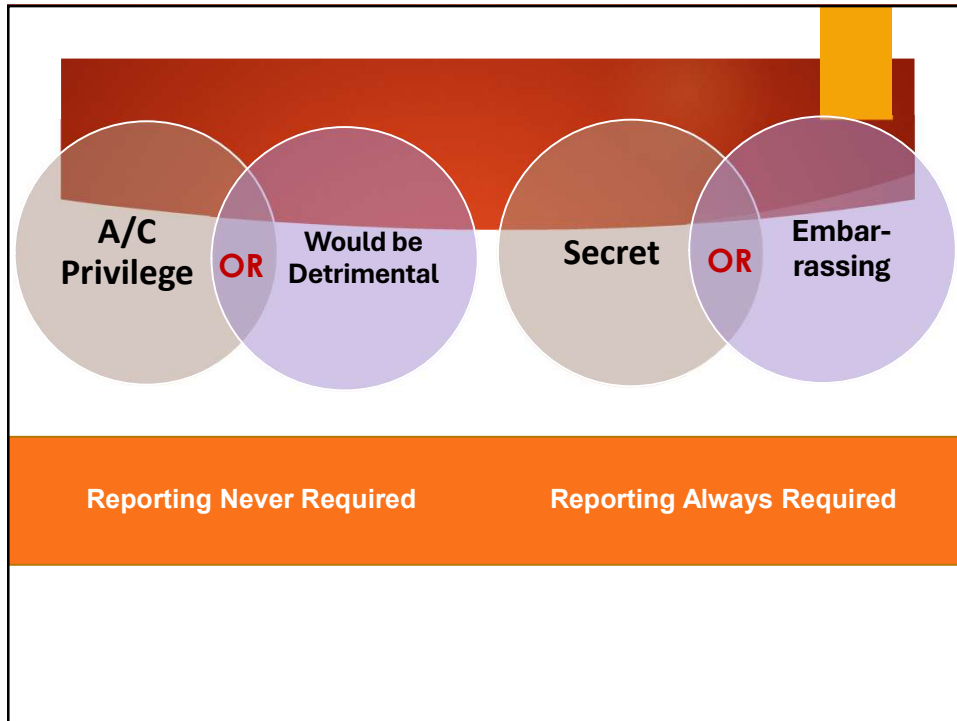 A/C
Privilege
OR
Would be
Detrimental
Secret
OR
Embar-
rassing
Reporting Never Required
Reporting Always Required